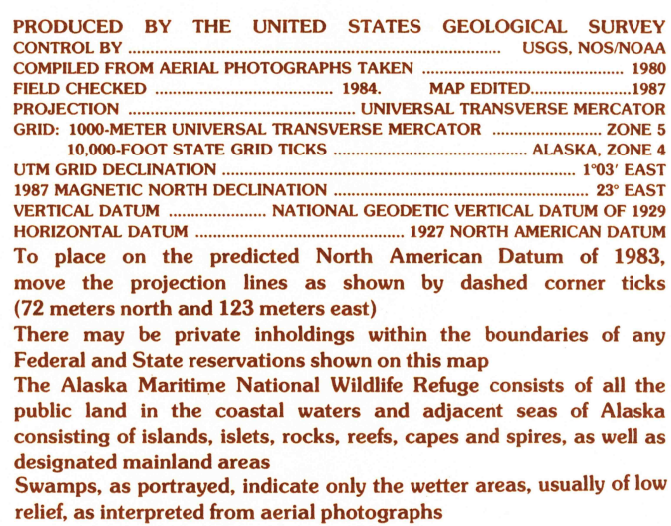 PRODUCED BY THE UNITED STATES GEOLOGICAL SURVEY
CONTROL BY ................................................................ USGS, NOS/NOAA
COMPILED FROM AERIAL PHOTOGRAPHS TAKEN .................................. 1980
FIELD CHECKED .................................. 1984. MAP EDITED...................1987
PROJECTION ........................................... UNIVERSAL TRANSVERSE MERCATOR
GRID: 1000-METER UNIVERSAL TRANSVERSE MERCATOR ..................... ZONE 5
10,000-FOOT STATE GRID TICKS ..................................... ALASKA, ZONE 4
UTM GRID DECLINATION ................................................................ 1°03′ EAST
1987 MAGNETIC NORTH DECLINATION ............................................ 23° EAST
VERTICAL DATUM ..................... NATIONAL GEODETIC VERTICAL DATUM OF 1929
HORIZONTAL DATUM ........................................ 1927 NORTH AMERICAN DATUM
To place on the predicted North American Datum of 1983,
move the projection lines as shown by dashed corner ticks
(72 meters north and 123 meters east)
There may be private inholdings within the boundaries of any
Federal and State reservations shown on this map
The Alaska Maritime National Wildlife Refuge consists of all the
public land in the coastal waters and adjacent seas of Alaska
consisting of islands, islets, rocks, reefs, capes and spires, as well as
designated mainland areas
Swamps, as portrayed, indicate only the wetter areas, usually of low
relief, as interpreted from aerial photographs